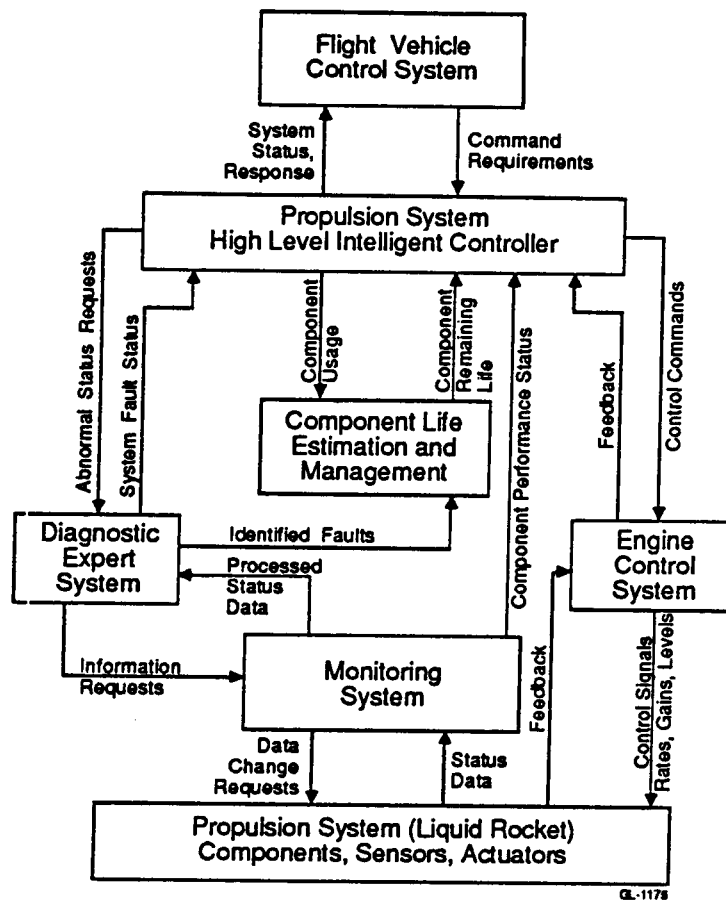 Flight Vehicle
Control System
System
Status,
Response
Command
Requirements
Propulsion System
High Level Intelligent Controller
Abnormal Status Requests
System Fault Status
Component
Usage
Component
Remaining
Life
Component Performance Status
Feedback
Control Commands
Component Life
Estimation and
Management
Diagnostic
Expert
System
Identified Faults
Processed
Status
Data
Engine
Control
System
Information
Requests
Monitoring
System
Feedback
Control Signals
Rates, Gains, Levels
Data
Change
Requests
Status
Data
Propulsion System (Liquid Rocket)
Components, Sensors, Actuators
GL-1175